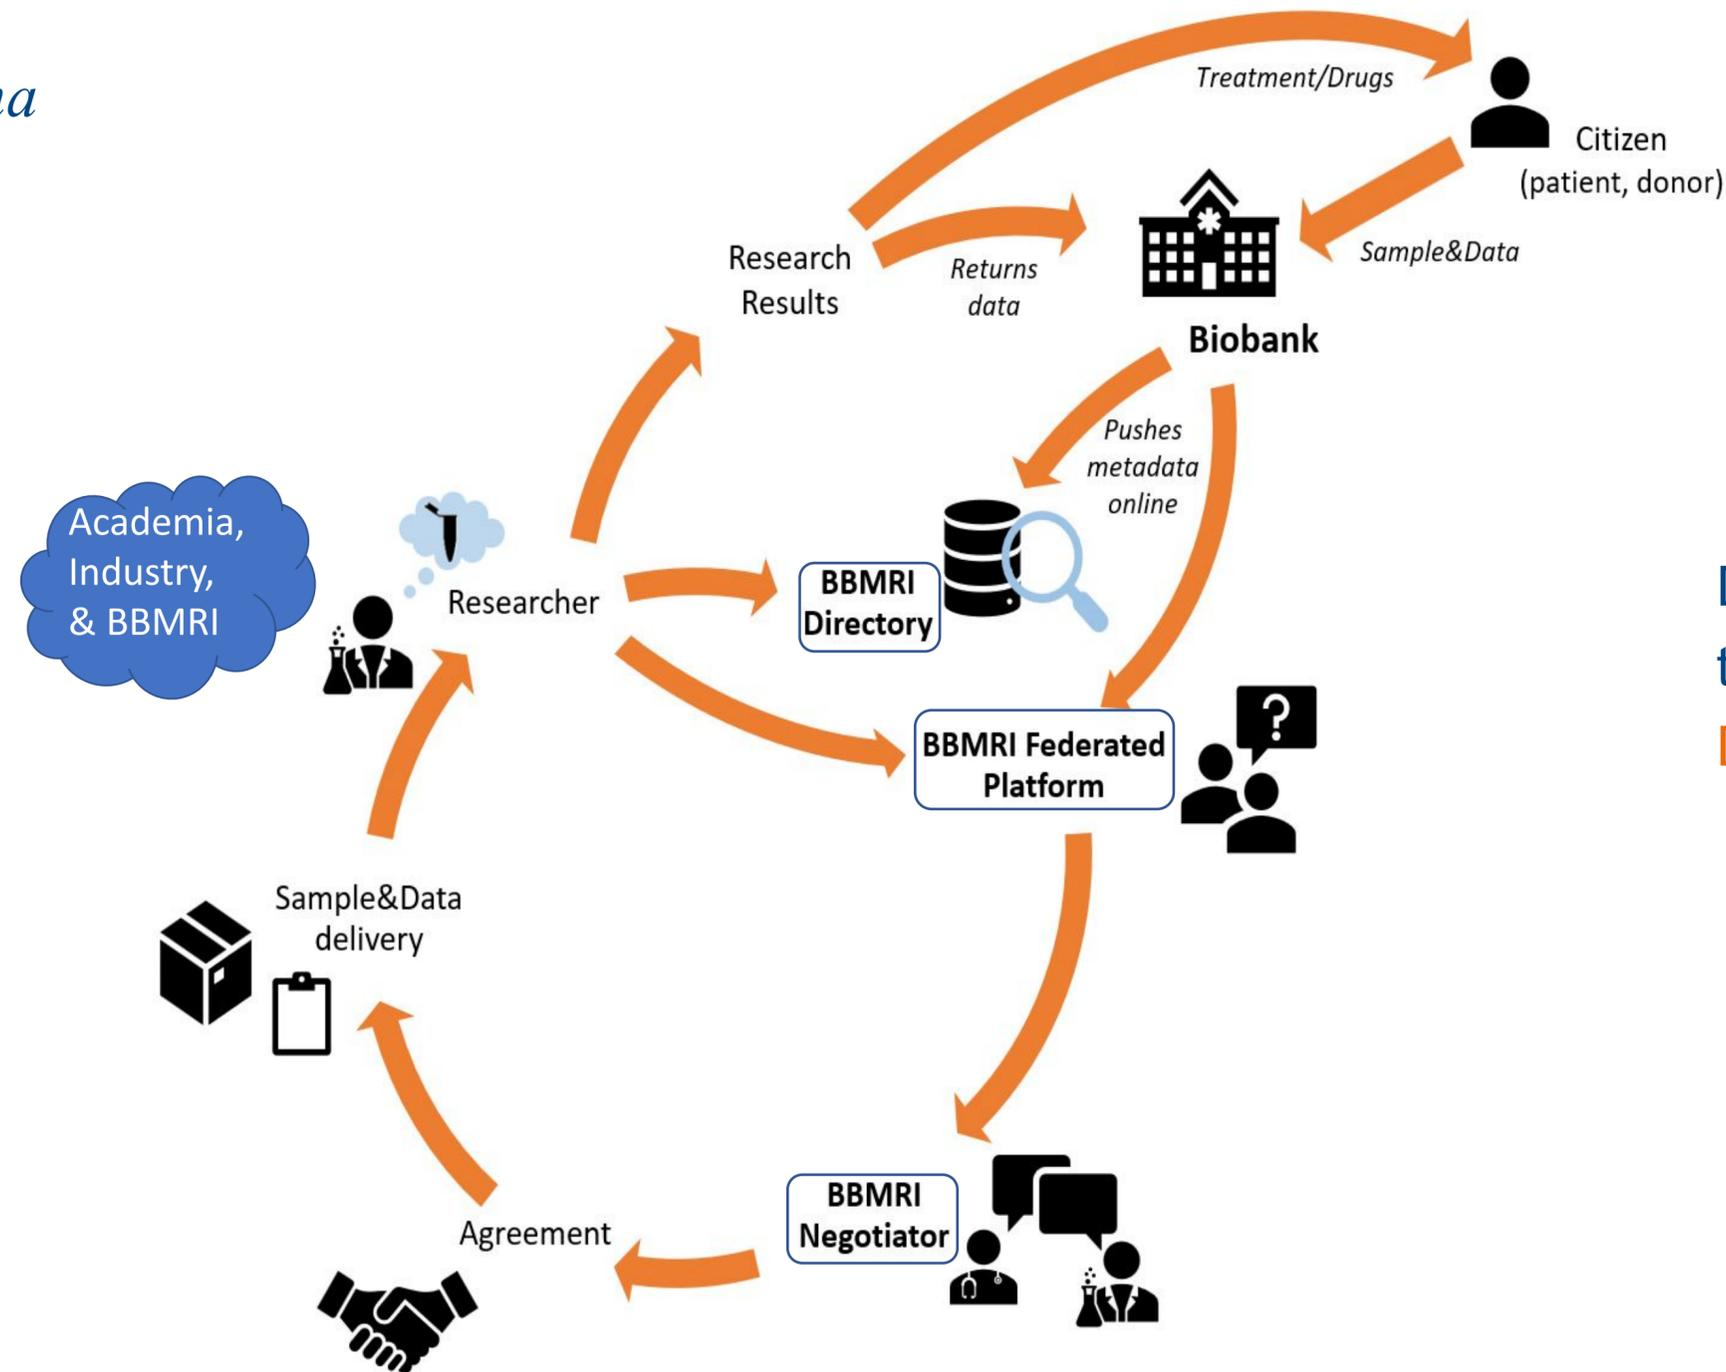 Treatment/Drugs
Citizen
(patient, donor)
Sample&Data
Research
Results
Returns
data
Biobank
Pushes
metadata
online
Academia,
Industry,
& BBMRI
Researcher
BBMRI
Directory
BBMRI Federated
Platform
?
Sample&Data
delivery
BBMRI
Negotiator
Agreement